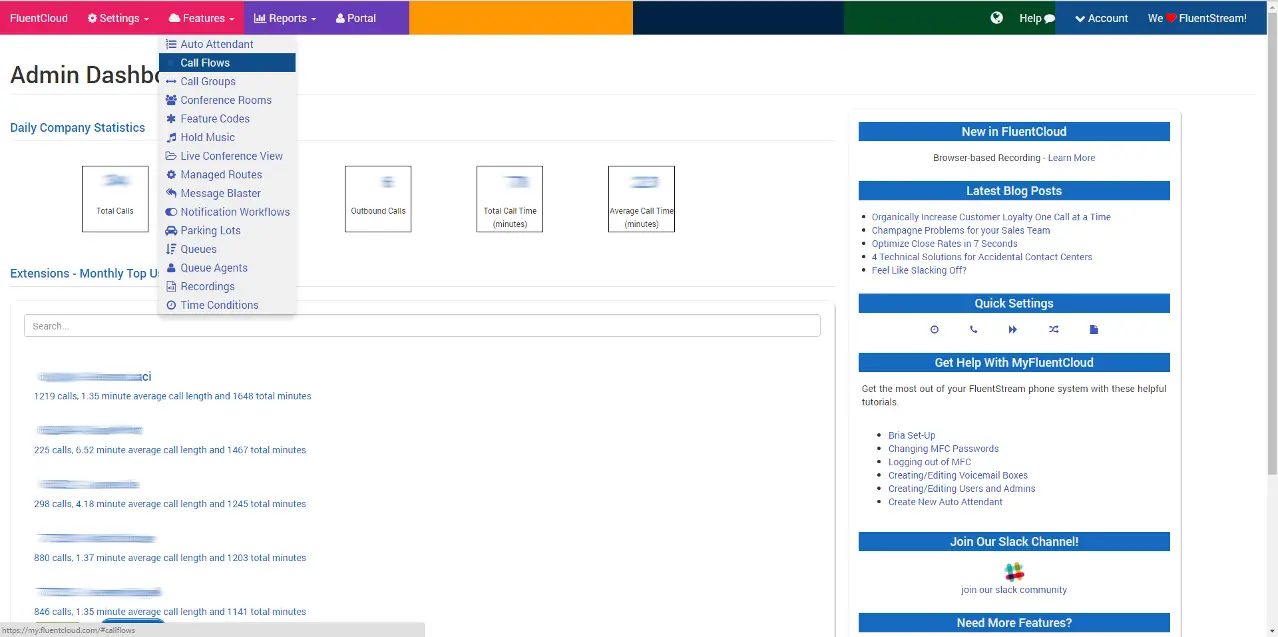 FluentCloud Settings Features Reports Portal Help Account We FluentStream!
Auto Attendant
Call Flows
Call Groups
Conference Rooms
Feature Codes
Hold Music
Live Conference View
Managed Routes
Message Blaster
Notification Workflows
Parking Lots
Queues
Queue Agents
Recordings
Time Conditions
Admin Dashbo
Daily Company Statistics
Total Calls
Outbound Calls
Total Call Time
(minutes)
Average Call Time
(minutes)
Extensions - Monthly Top Us
Search...
1219 calls, 1.35 minute average call length and 1648 total minutes
225 calls, 6.52 minute average call length and 1467 total minutes
298 calls, 4.18 minute average call length and 1245 total minutes
880 calls, 1.37 minute average call length and 1203 total minutes
846 calls, 1.35 minute average call length and 1141 total minutes
https://my.fluentcloud.com/#callflows
New in FluentCloud
Browser-based Recording - Learn More
Latest Blog Posts
Organically Increase Customer Loyalty One Call at a Time
Champagne Problems for your Sales Team
Optimize Close Rates in 7 Seconds
4 Technical Solutions for Accidental Contact Centers
Feel Like Slacking Off?
Quick Settings
Get Help With MyFluentCloud
Get the most out of your FluentStream phone system with these helpful
tutorials.
Bria Set-Up
Changing MFC Passwords
Logging out of MFC
Creating/Editing Voicemail Boxes
Creating/Editing Users and Admins
Create New Auto Attendant
Join Our Slack Channel!
join our slack community
Need More Features?